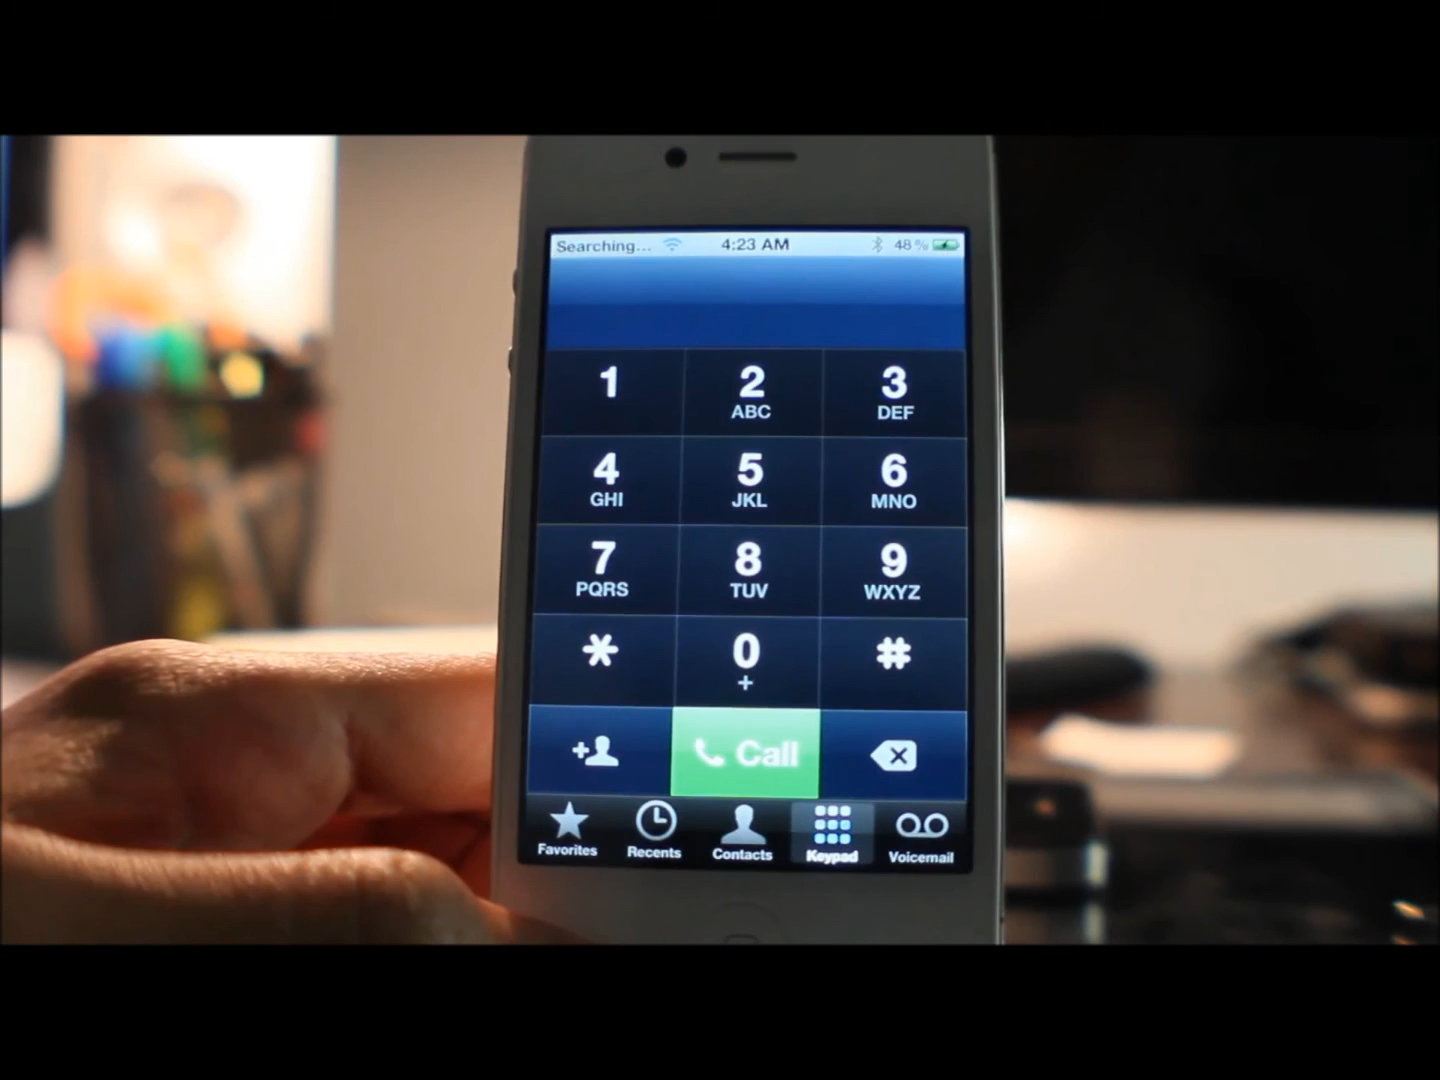 Searching... 4:23 AM 48%
1 2 3
ABC DEF
4 5 6
GHI JKL MNO
7 8 9
PQRS TUV WXYZ
* 0 #
+
+ Call
Favorites Recents Contacts Keypad Voicemail